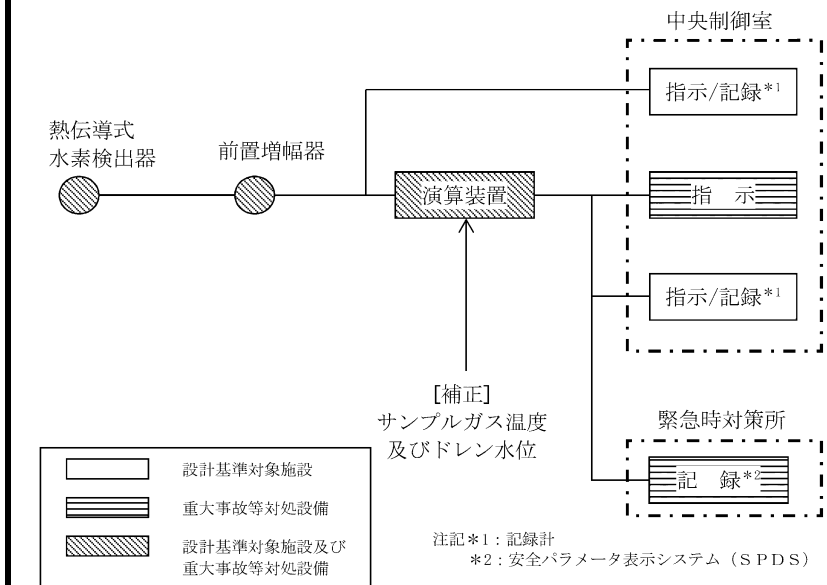 中央制御室
指示/記録*1
熱伝導式
水素検出器
前置増幅器
演算装置
指　示
指示/記録*1
[補正]
サンプルガス温度
及びドレン水位
緊急時対策所
記　録*2
設計基準対象施設
重大事故等対処設備
設計基準対象施設及び
重大事故等対処設備
注記*1：記録計
*2：安全パラメータ表示システム（ＳＰＤＳ）